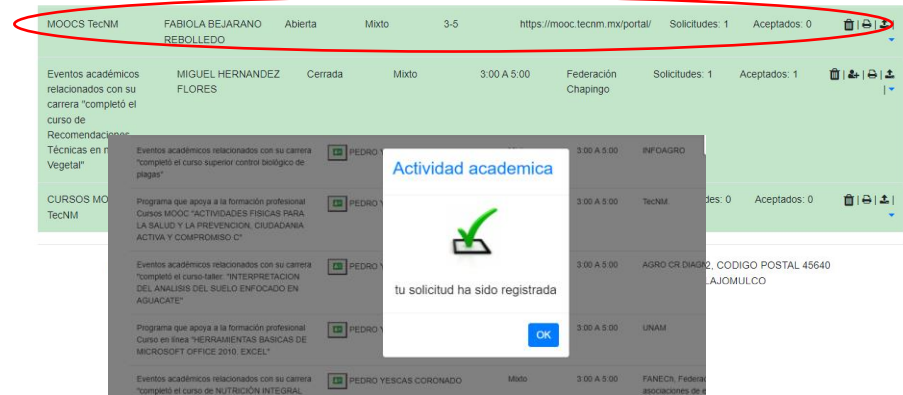 MOOCS TecNM FABIOLA BEJARANO Abierta Mixto 3-5 https://mooc.tecnm.mx/portal/ Solicitudes: 1 Aceptados: 0
REBOLLEDO
Eventos académicos MIGUEL HERNANDEZ Cerrada Mixto 3:00 A 5:00 Federación Solicitudes: 1 Aceptados: 1
relacionados con su FLORES Chapingo
carrera "completó el
curso de
Recomendaciones
Técnicas en
Vegetal"
CURSOS
TecNM
Aceptados: 0
, CODIGO POSTAL 45640
Eventos académicos relacionados con su carrera PEDRO 3:00 A 5:00 INFOAGRO
"completó el curso superior control biológico de
plagas"
Programa que apoya a la formación profesional PEDRO 3:00 A 5:00 TecNM
Cursos MOOC "ACTIVIDADES FISICAS PARA
LA SALUD Y LA PREVENCION, CIUDADANIA
ACTIVA Y COMPROMISO C"
Eventos académicos relacionados con su carrera PEDRO 3:00 A 5:00 AGRO CR DIAGN
"completó el curso-taller: "INTERPRETACION
DEL ANALISIS DEL SUELO ENFOCADO EN
AGUACATE"
Programa que apoya a la formación profesional PEDRO 3:00 A 5:00 UNAM
Curso en línea "HERRAMIENTAS BASICAS DE
MICROSOFT OFFICE 2010. EXCEL"
Eventos académicos relacionados con su carrera PEDRO YESCAS CORONADO Mixto 3:00 A 5:00 FANECh,
"completó el curso de NUTRICIÓN INTEGRAL asociaciones de
Actividad academica
tu solicitud ha sido registrada
OK